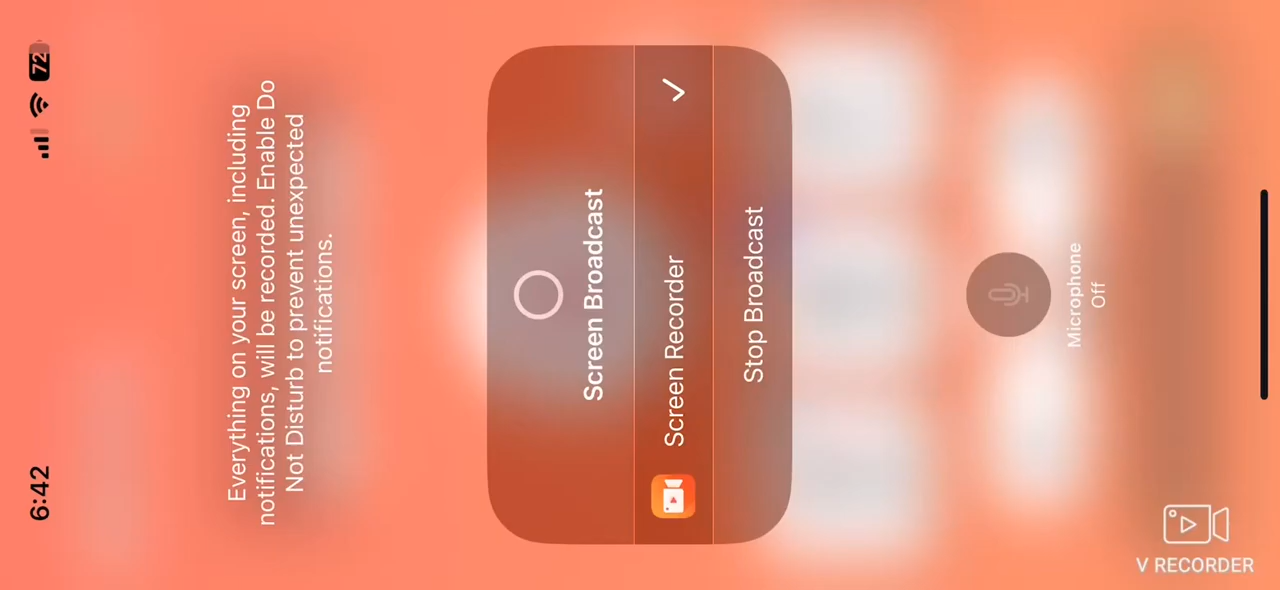 6:42
72
Everything on your screen, including
notifications, will be recorded. Enable Do
Not Disturb to prevent unexpected
notifications.
Screen Broadcast
Screen Recorder
Stop Broadcast
Microphone
Off
V RECORDER